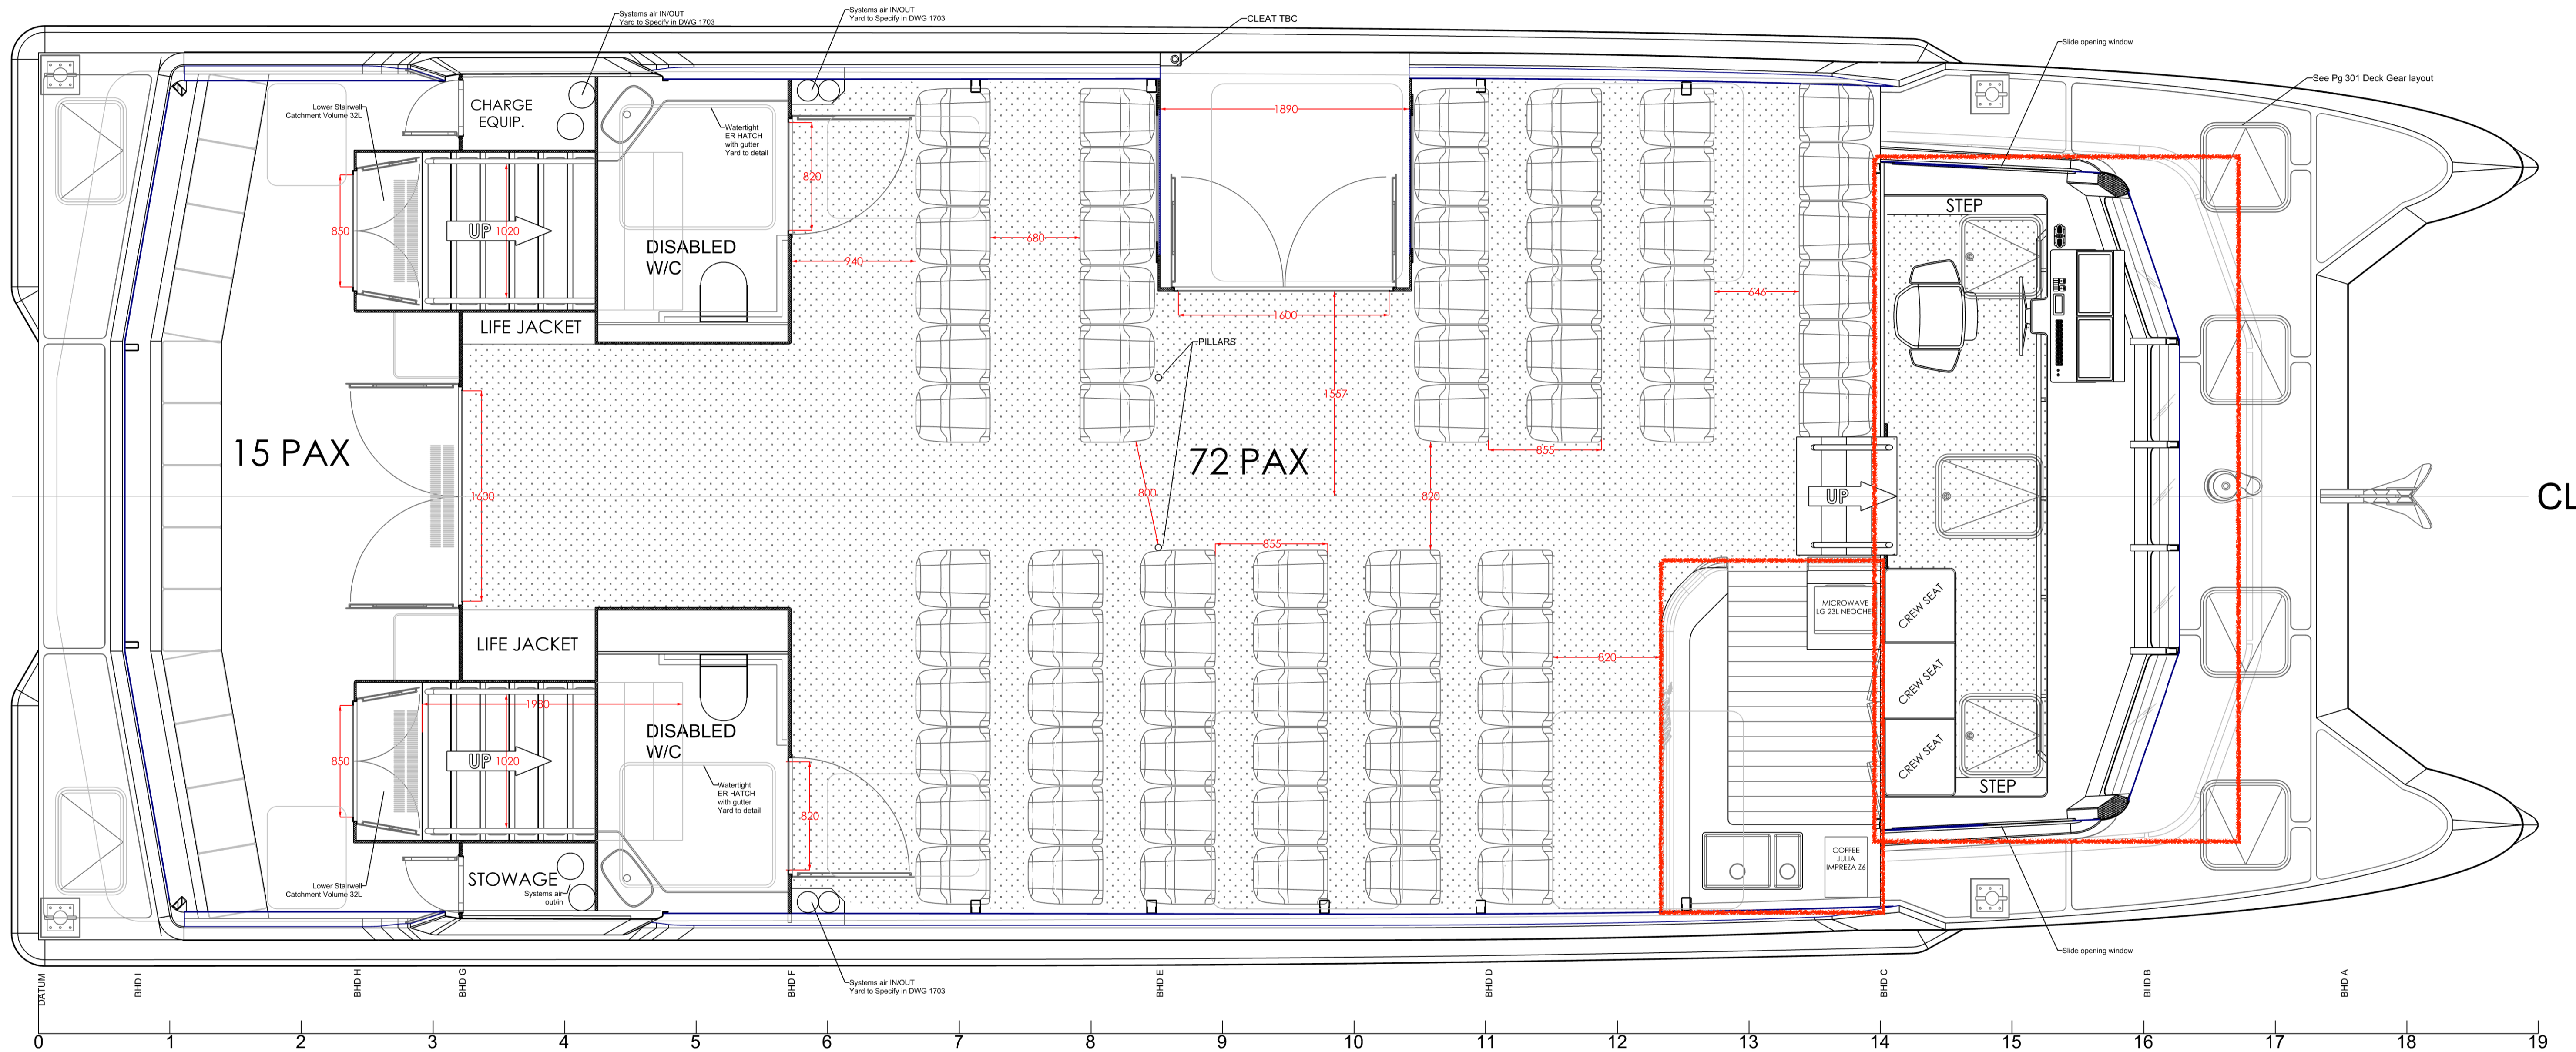 Systems air IN/OUT
Yard to Specify in DWG 1703
Systems air IN/OUT
Yard to Specify in DWG 1703
CLEAT TBC
Slide opening window
See Pg 301 Deck Gear layout
Lower Stairwell
Catchment Volume 32L
CHARGE
EQUIP.
Watertight
ER HATCH
with gutter
Yard to detail
1890
820
850
UP
1020
DISABLED
W/C
940
680
646
STEP
LIFE JACKET
1600
PILLARS
1557
15 PAX
72 PAX
855
1600
800
820
UP
CL
855
MICROWAVE
LG 23L NEOCHE
CREW SEAT
LIFE JACKET
820
CREW SEAT
1980
DISABLED
W/C
850
UP
1020
CREW SEAT
Watertight
ER HATCH
with gutter
Yard to detail
STEP
820
COFFEE
JULIA
IMPREZA Z6
Lower Stairwell
Catchment Volume 32L
STOWAGE
Systems air
out/in
Slide opening window
Systems air IN/OUT
Yard to Specify in DWG 1703
DATUM
BHD I
BHD H
BHD G
BHD F
BHD E
BHD D
BHD C
BHD B
BHD A
0 1 2 3 4 5 6 7 8 9 10 11 12 13 14 15 16 17 18 19